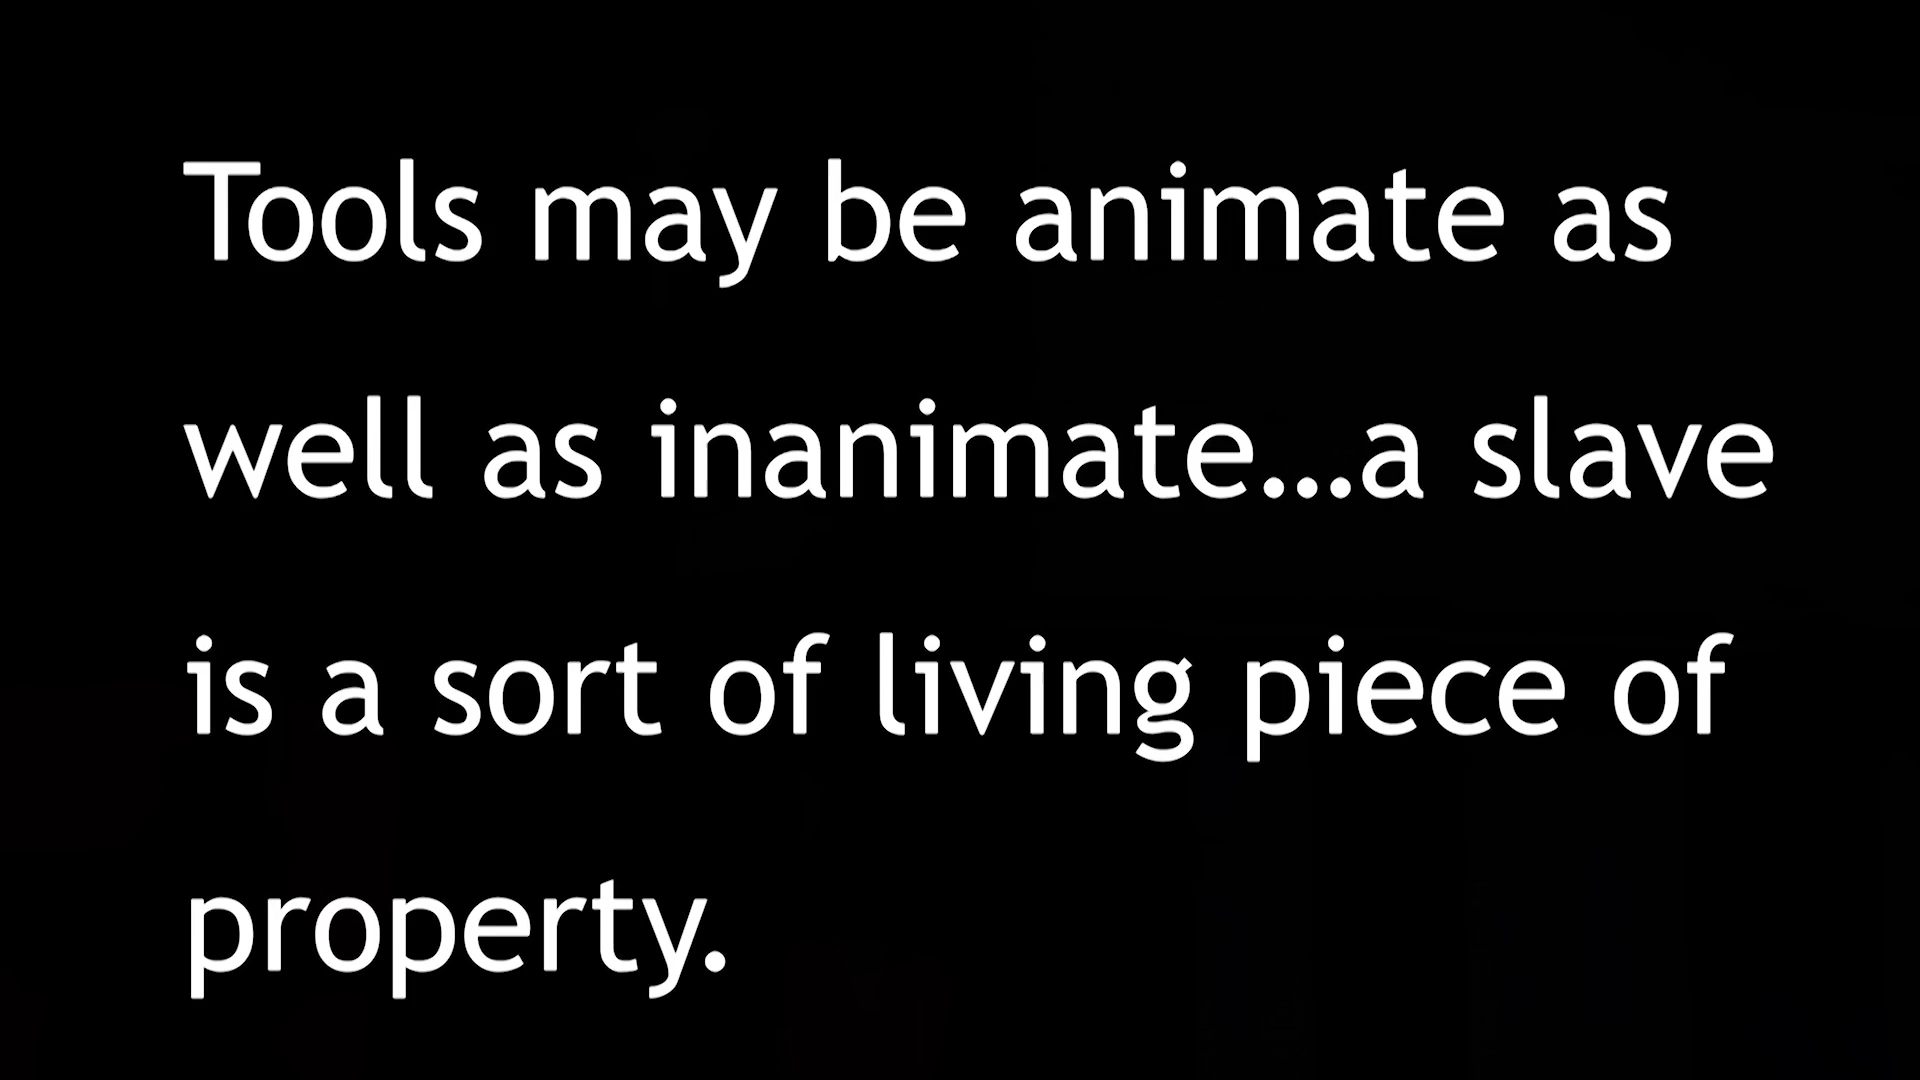 Tools may be animate as
well as inanimate...a slave
is a sort of living piece of
property.